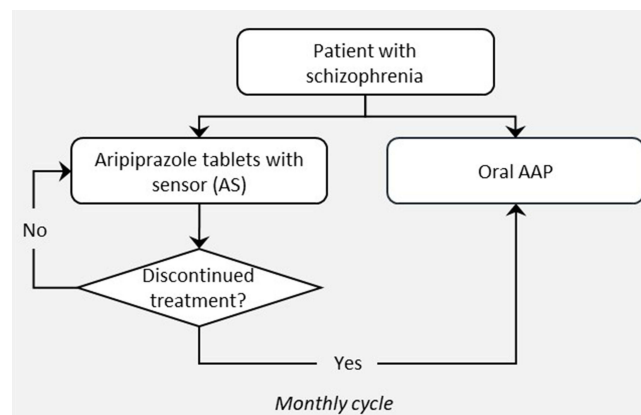 Patient with
schizophrenia
Aripiprazole tablets with
sensor (AS)
Oral AAP
No
Discontinued
treatment?
Yes
Monthly cycle